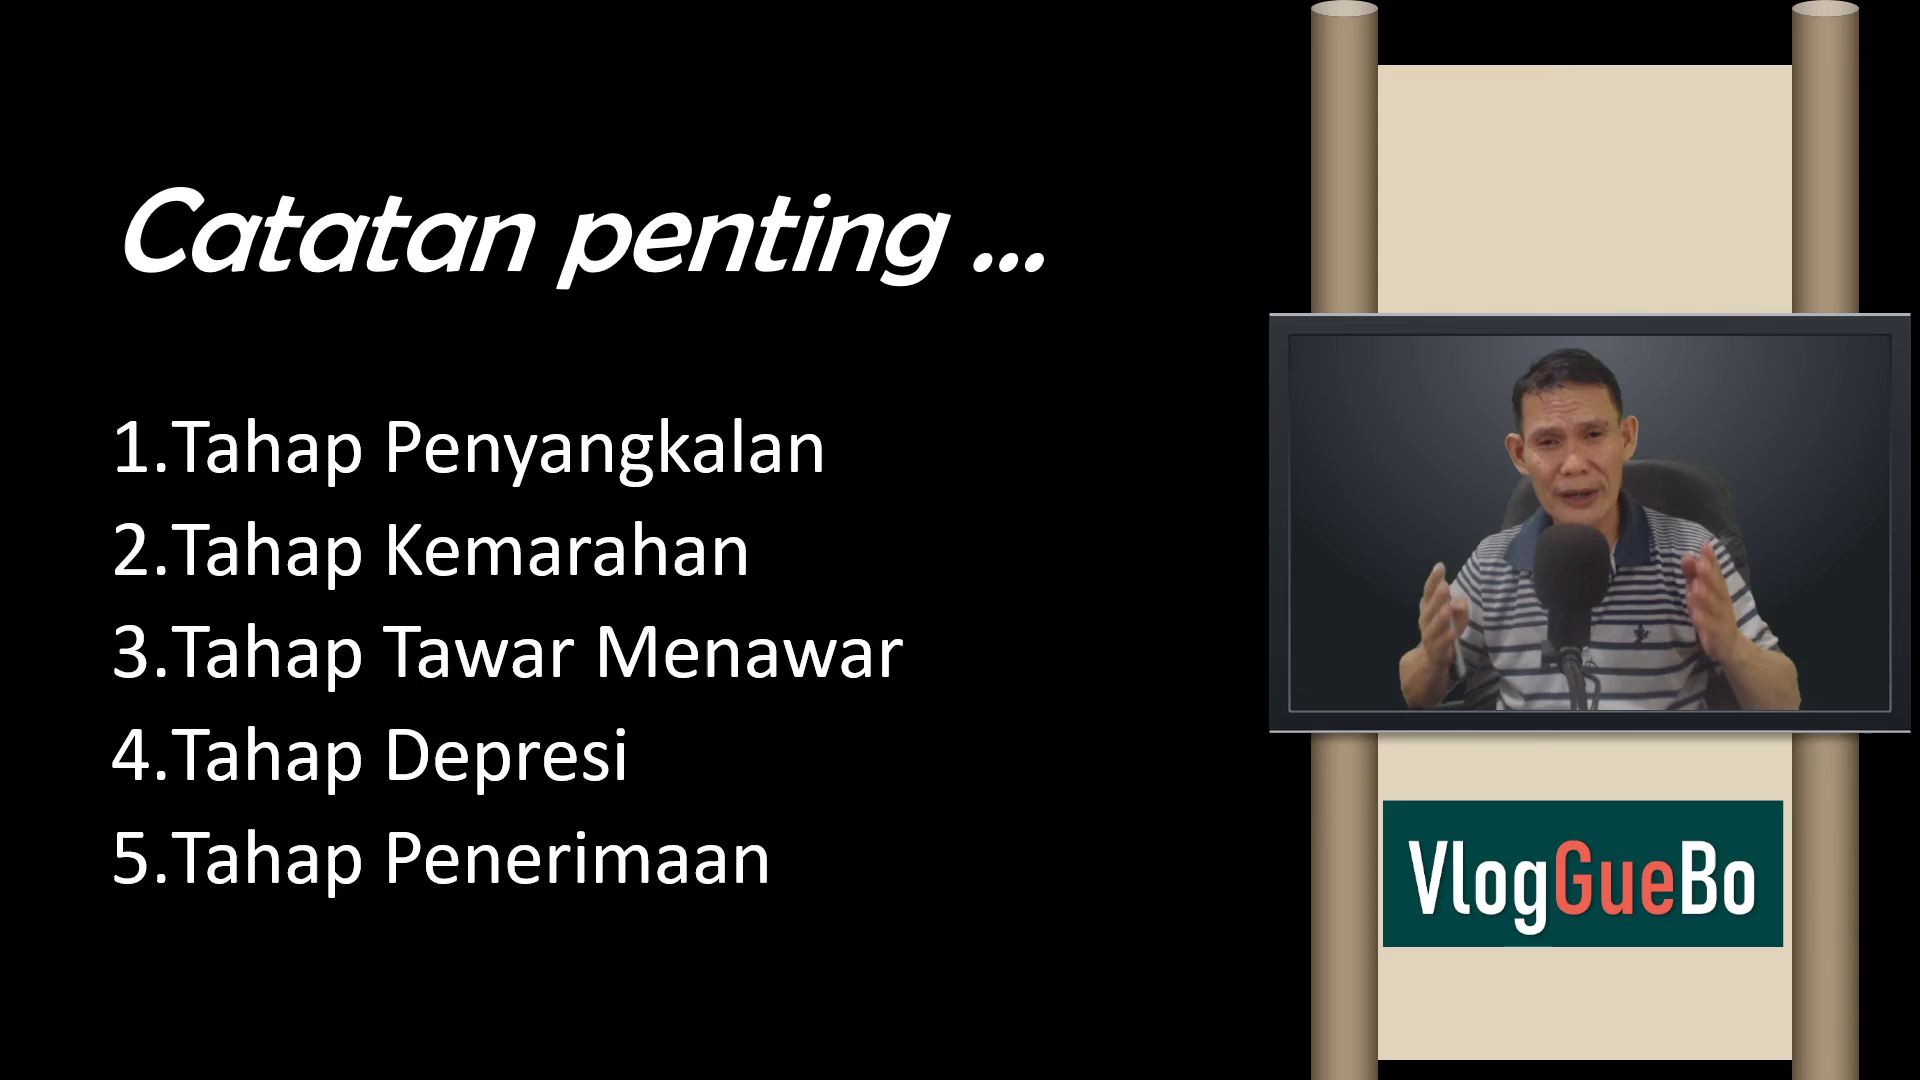 Catatan penting ...
1.Tahap Penyangkalan
2.Tahap Kemarahan
3.Tahap Tawar Menawar
4.Tahap Depresi
5.Tahap Penerimaan
VlogGueBo